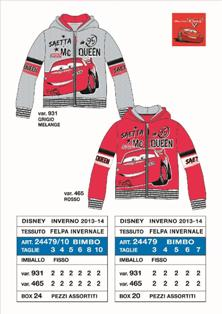 SAETTA
McQUEEN
95
var. 931
GRIGIO
MELANGE
SAETTA
McQUEEN
var. 465
ROSSO
DISNEY INVERNO 2013-14
TESSUTO FELPA INVERNALE
ART. 24479/10 BIMBO
TAGLIE 3 4 5 6 8 10
IMBALLO FISSO
var. 931 2 2 2 2 2 2
var. 465 2 2 2 2 2 2
BOX 24 PEZZI ASSORTITI
DISNEY INVERNO 2013-14
TESSUTO FELPA INVERNALE
ART. 24479 BIMBO
TAGLIE 3 4 5 6 7
IMBALLO FISSO
var. 931 2 2 2 2 2
var. 465 2 2 2 2 2
BOX 20 PEZZI ASSORTITI